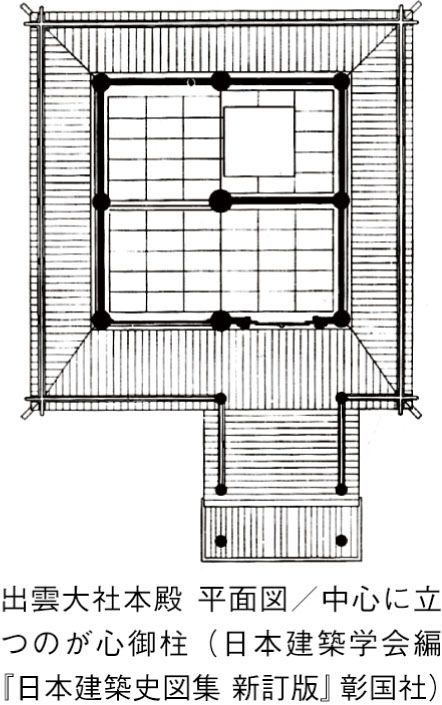 出雲大社本殿 平面図／中心に立
つのが心御柱（日本建築学会編
『日本建築史図集 新訂版』彰国社）